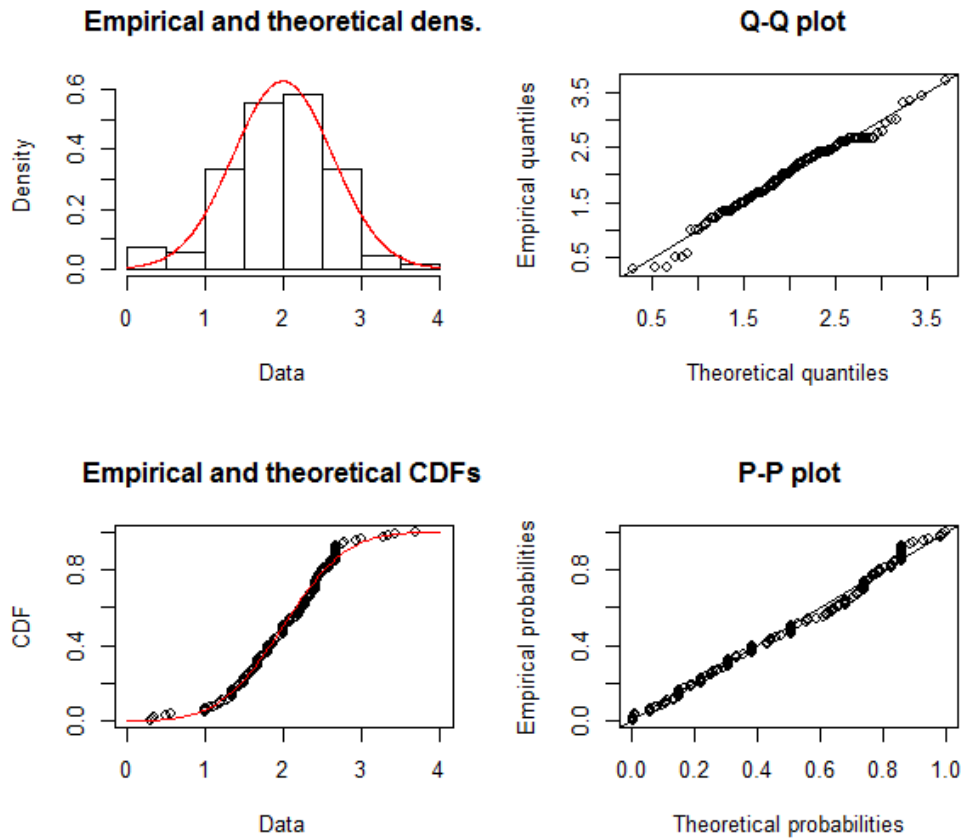 Empirical and theoretical dens.
Density
0.0 0.2 0.4 0.6
0 1 2 3 4
Data
Q-Q plot
Empirical quantiles
0.5 1.5 2.5 3.5
0.5 1.5 2.5 3.5
Theoretical quantiles
Empirical and theoretical CDFs
CDF
0.0 0.4 0.8
0 1 2 3 4
Data
P-P plot
Empirical probabilities
0.0 0.4 0.8
0.0 0.2 0.4 0.6 0.8 1.0
Theoretical probabilities